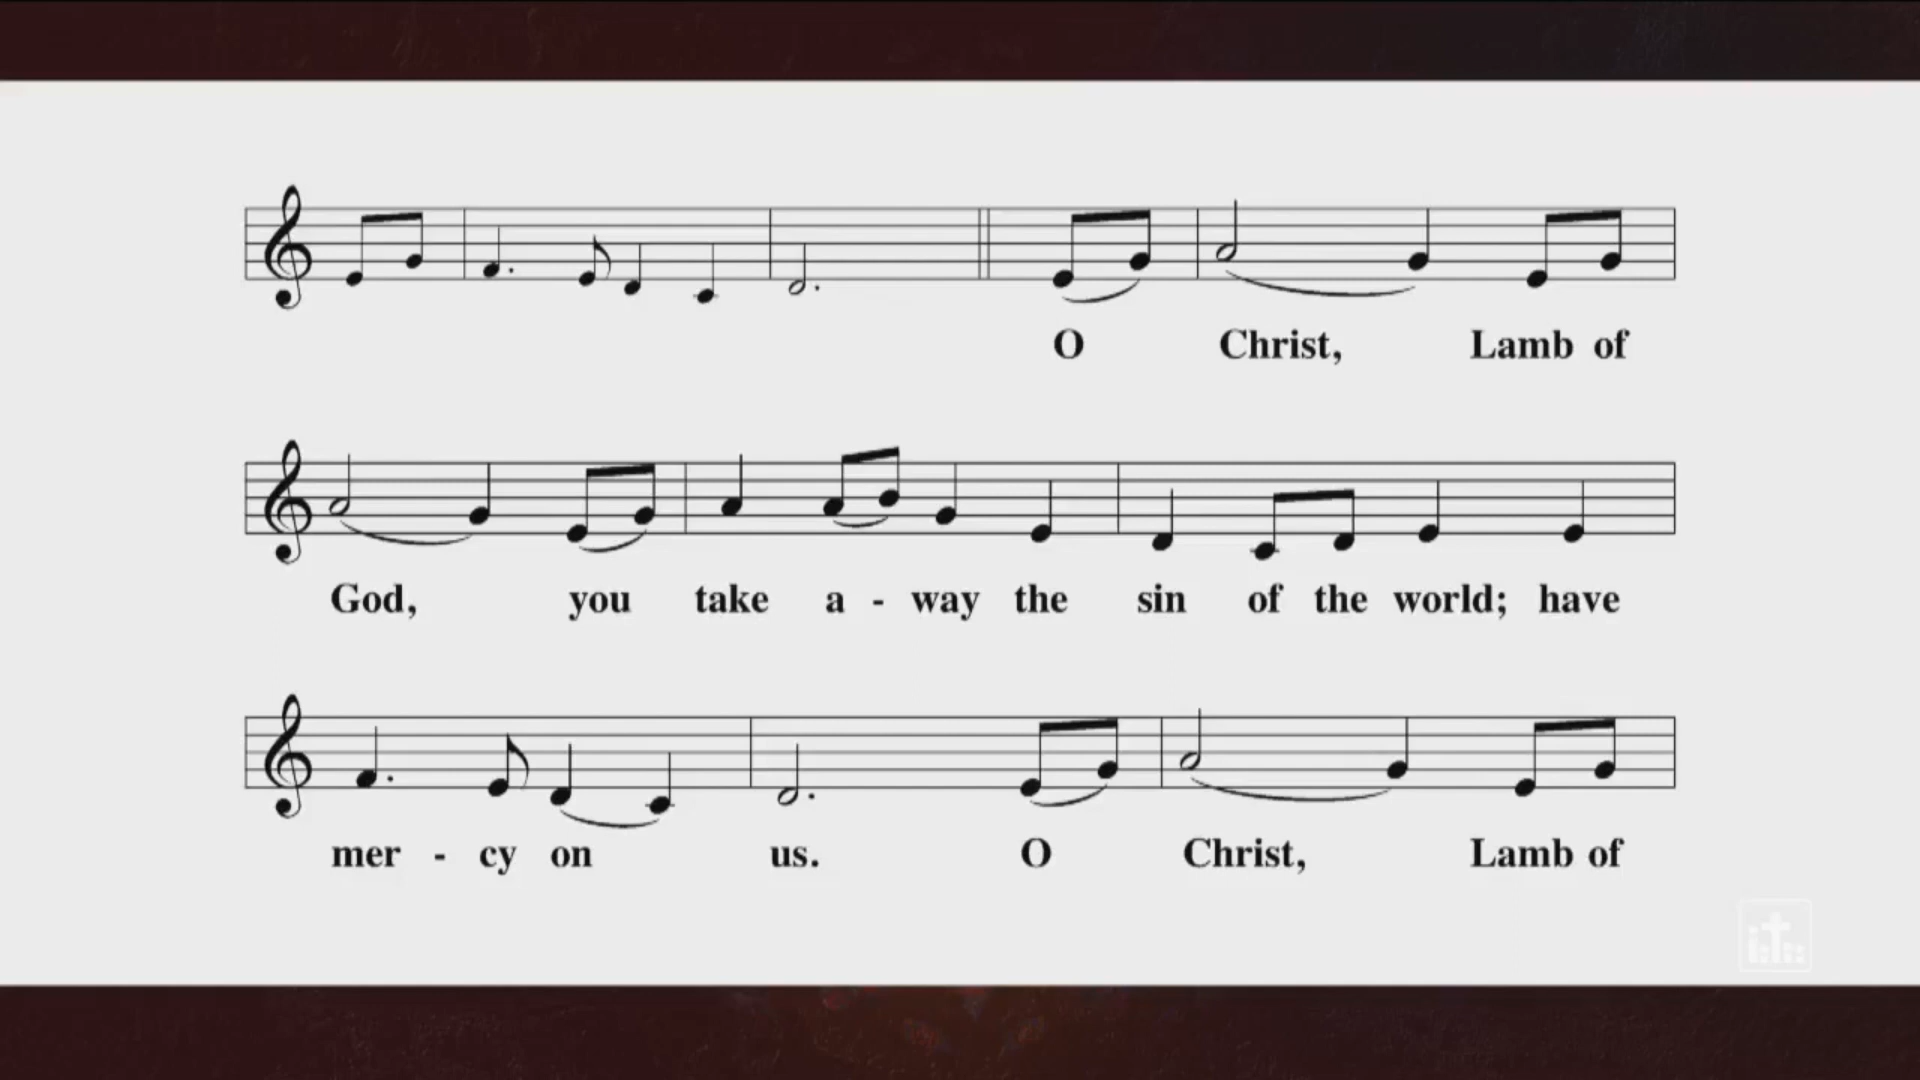 O Christ, Lamb of
God, you take a - way the sin of the world; have
mer - cy on us. O Christ, Lamb of